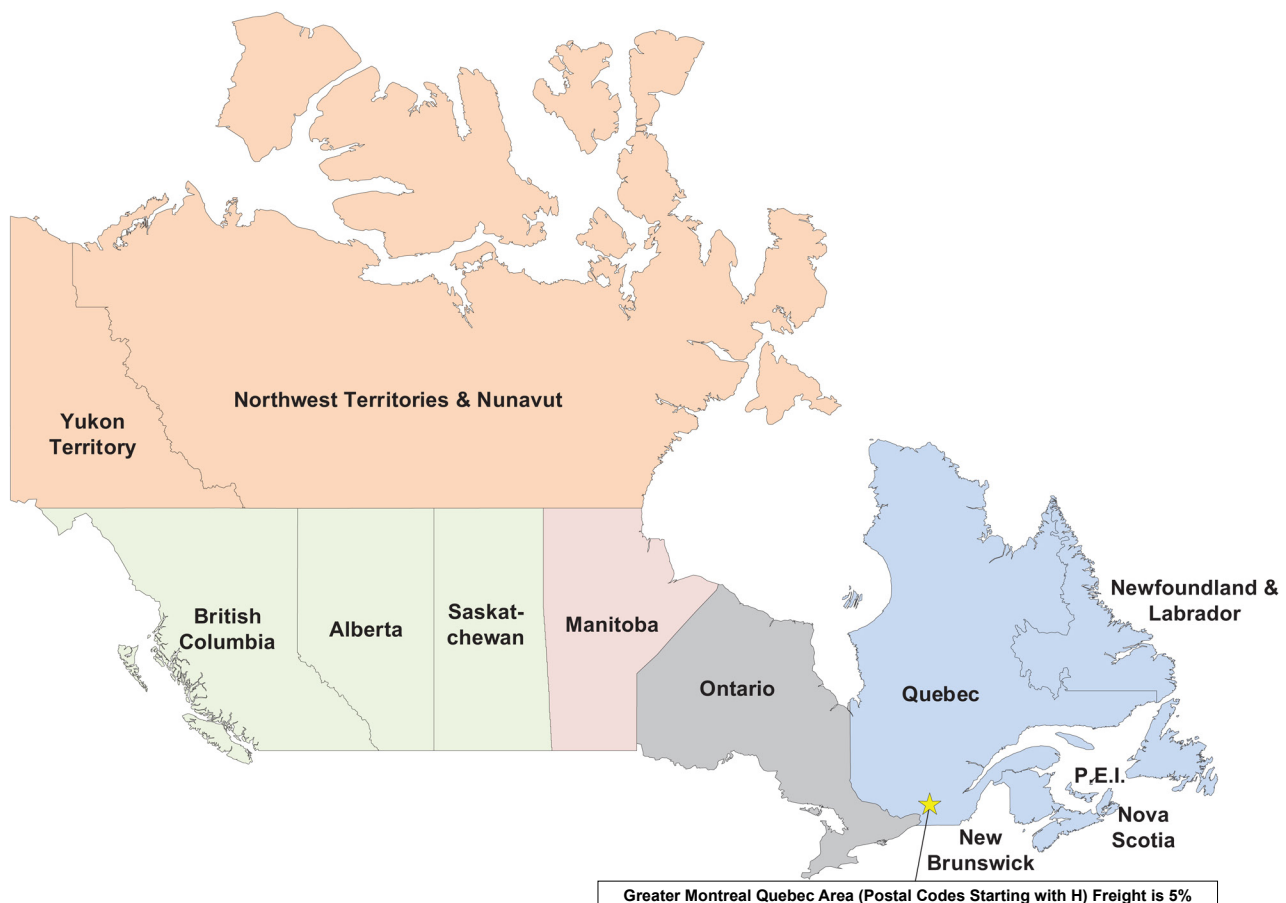 Northwest Territories & Nunavut
Yukon
Territory
British
Columbia
Alberta
Saskat-
chewan
Manitoba
Ontario
Quebec
Newfoundland &
Labrador
P.E.I.
Nova
Scotia
New
Brunswick
Greater Montreal Quebec Area (Postal Codes Starting with H) Freight is 5%